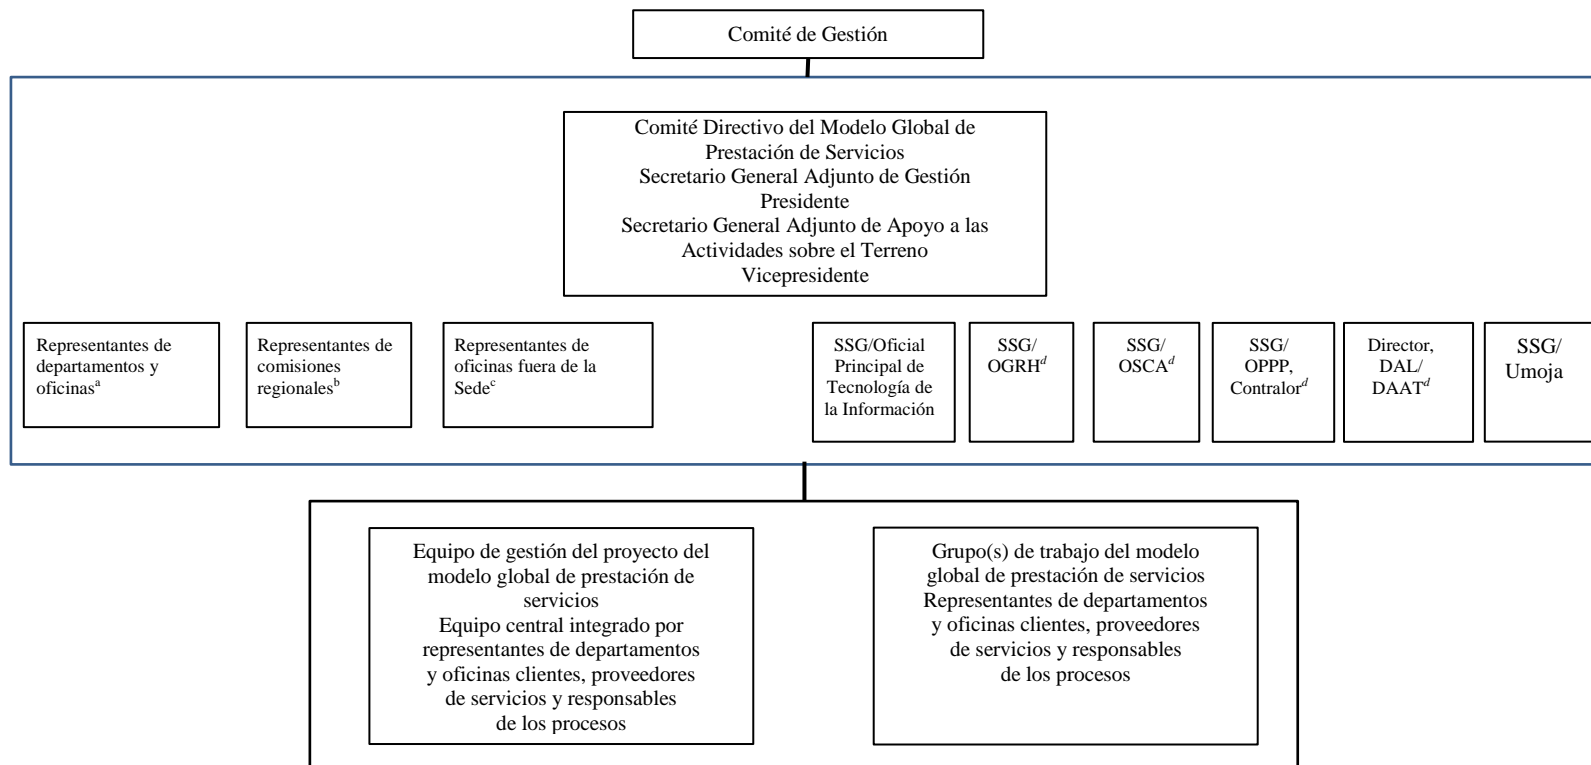 Comité de Gestión
Comité Directivo del Modelo Global de
Prestación de Servicios
Secretario General Adjunto de Gestión
Presidente
Secretario General Adjunto de Apoyo a las
Actividades sobre el Terreno
Vicepresidente
Representantes de
departamentos y
oficinasᵃ
Representantes de
comisiones
regionalesᵇ
Representantes de
oficinas fuera de la
Sedeᶜ
SSG/Oficial
Principal de
Tecnología de
la Información
SSG/
OGRHᵈ
SSG/
OSCAᵈ
SSG/
OPPP,
Contralorᵈ
Director,
DAL/
DAATᵈ
SSG/
Umoja
Equipo de gestión del proyecto del
modelo global de prestación de
servicios
Equipo central integrado por
representantes de departamentos
y oficinas clientes, proveedores
de servicios y responsables
de los procesos
Grupo(s) de trabajo del modelo
global de prestación de servicios
Representantes de departamentos
y oficinas clientes, proveedores
de servicios y responsables
de los procesos